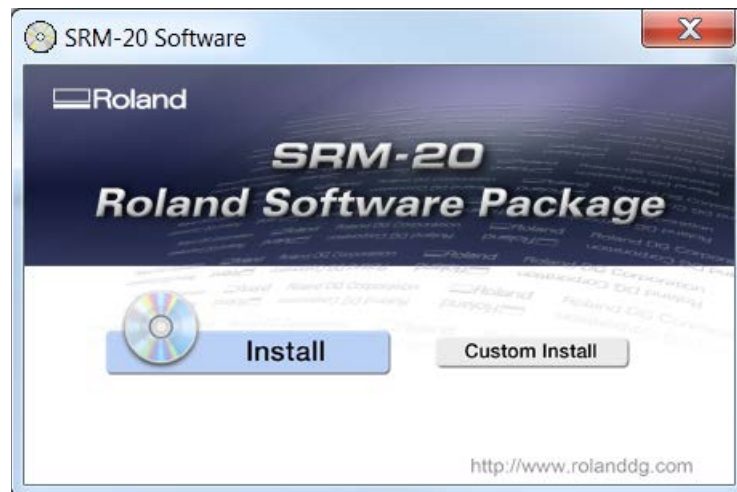 SRM-20 Software
X
Roland
SRM-20
Roland Software Package
Install
Custom Install
http://www.rolanddg.com